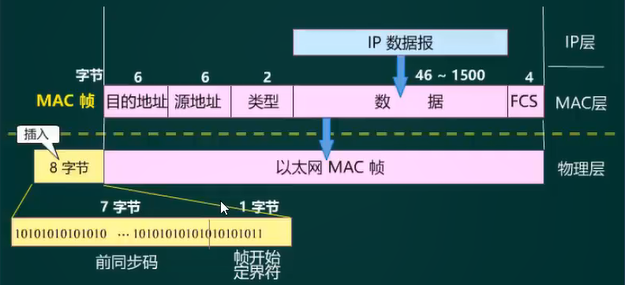 IP 数据报
IP层
字节 6 6 2 46 ~ 1500 4
MAC 帧 目的地址 源地址 类型 数 据 FCS MAC层
插入
8 字节 以太网 MAC 帧 物理层
7 字节 1 字节
10101010101010 ... 10101010101010101011
前同步码 帧开始
定界符